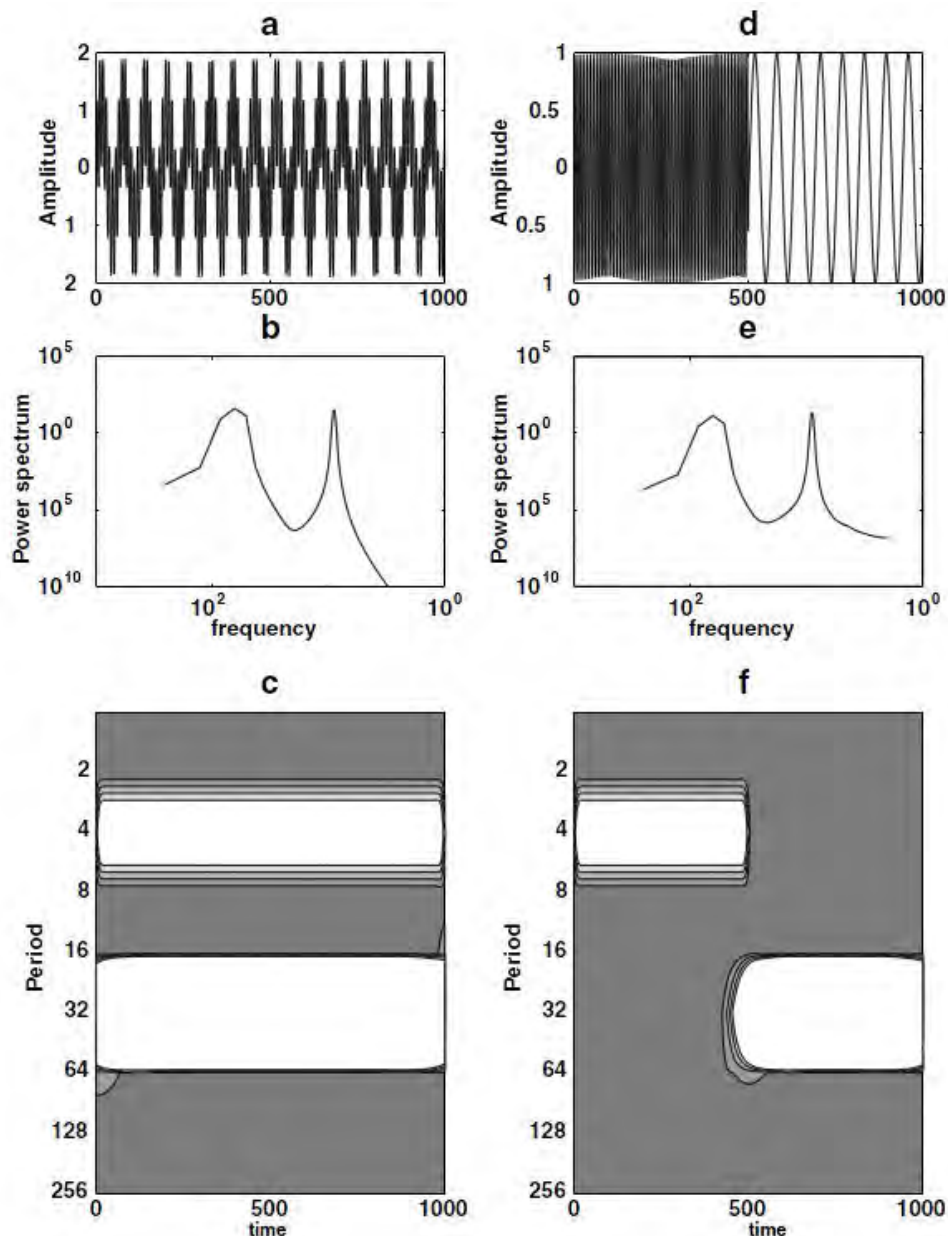 a
2
1
0
1
2
Amplitude
0 500 1000
d
1
0.5
0
0.5
1
Amplitude
0 500 1000
b
10^5
10^0
10^5
10^10
Power spectrum
10^2 10^0
frequency
e
10^5
10^0
10^5
10^10
Power spectrum
10^2 10^0
frequency
c
2
4
8
16
32
64
128
256
Period
0 500 1000
time
f
2
4
8
16
32
64
128
256
Period
0 500 1000
time